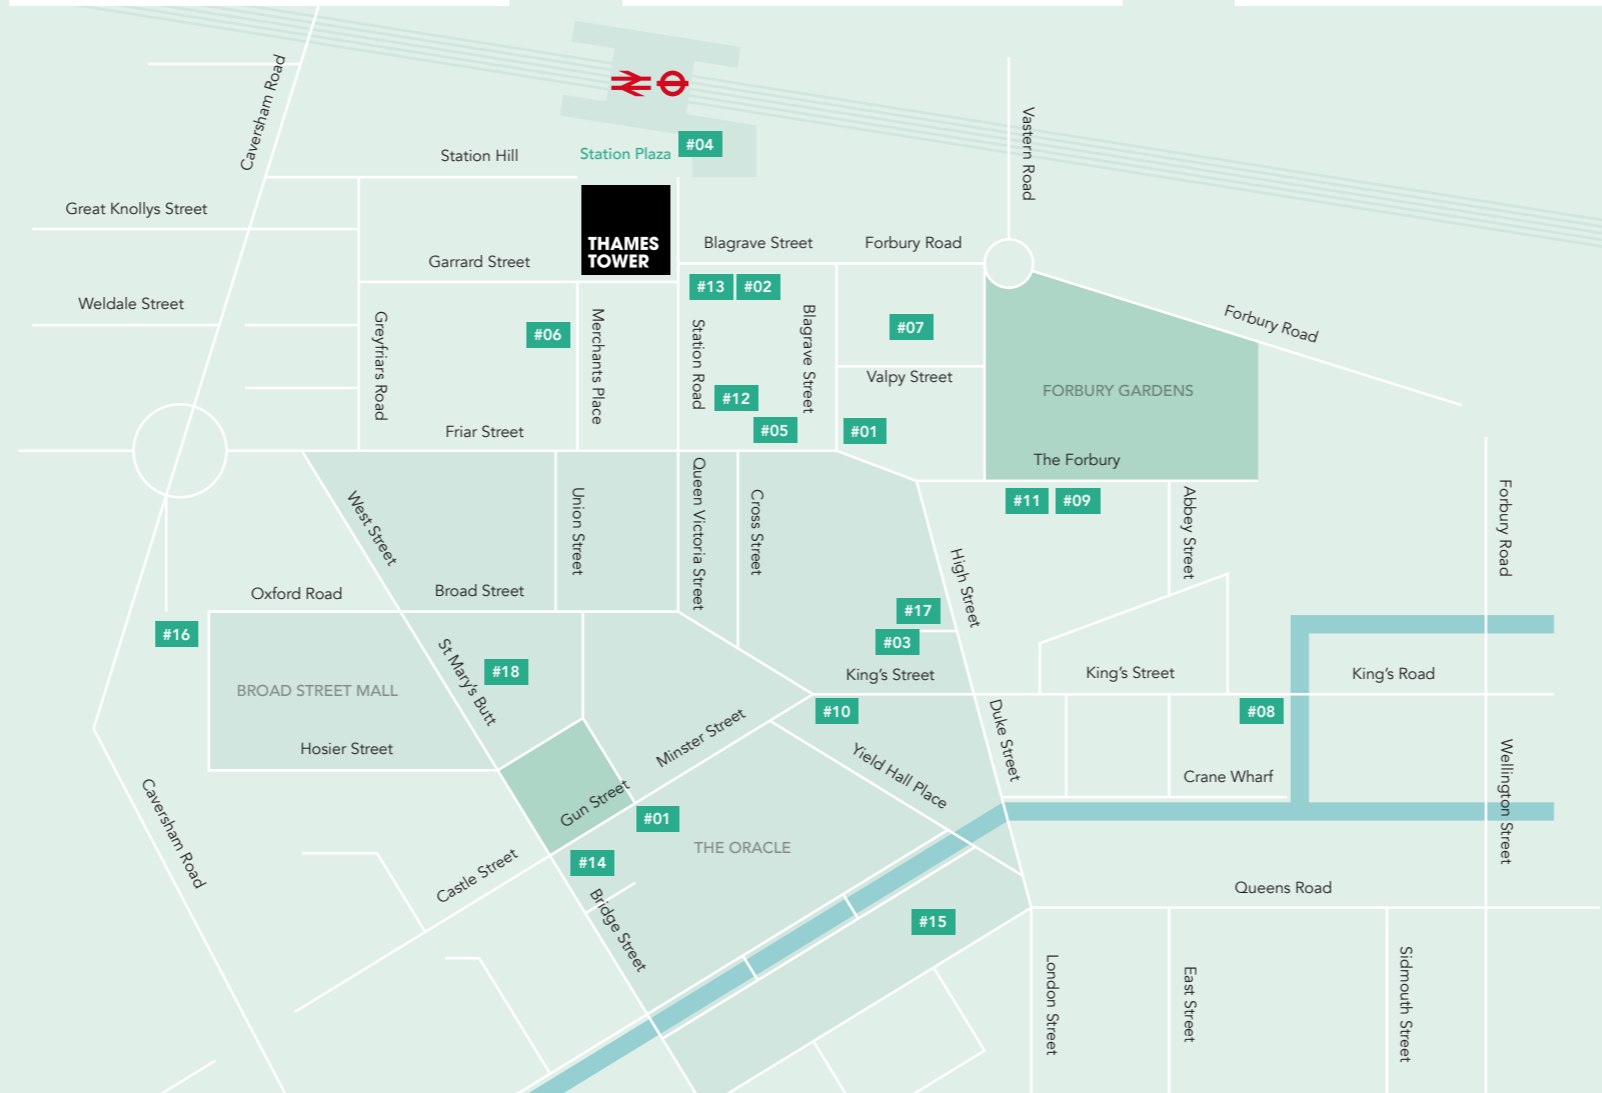 Caversham Road
Station Hill
Station Plaza
#04
Vastern Road
Great Knollys Street
THAMES
TOWER
Blagrave Street
Forbury Road
Garrard Street
#13
#02
Weldale Street
Forbury Road
Greyfriars Road
#06
Merchants Place
Station Road
Blagrave Street
#07
Valpy Street
FORBURY GARDENS
#12
#05
#01
Friar Street
The Forbury
#11
#09
West Street
Union Street
Queen Victoria Street
Cross Street
High Street
Abbey Street
Forbury Road
Oxford Road
Broad Street
#17
#16
#03
St Mary's Butt
#18
King's Street
King's Street
King's Road
BROAD STREET MALL
#10
#08
Hosier Street
Minster Street
Yield Hall Place
Duke Street
Crane Wharf
Wellington Street
Caversham Road
Gun Street
#01
THE ORACLE
#14
Castle Street
Queens Road
Bridge Street
#15
London Street
East Street
Sidmouth Street